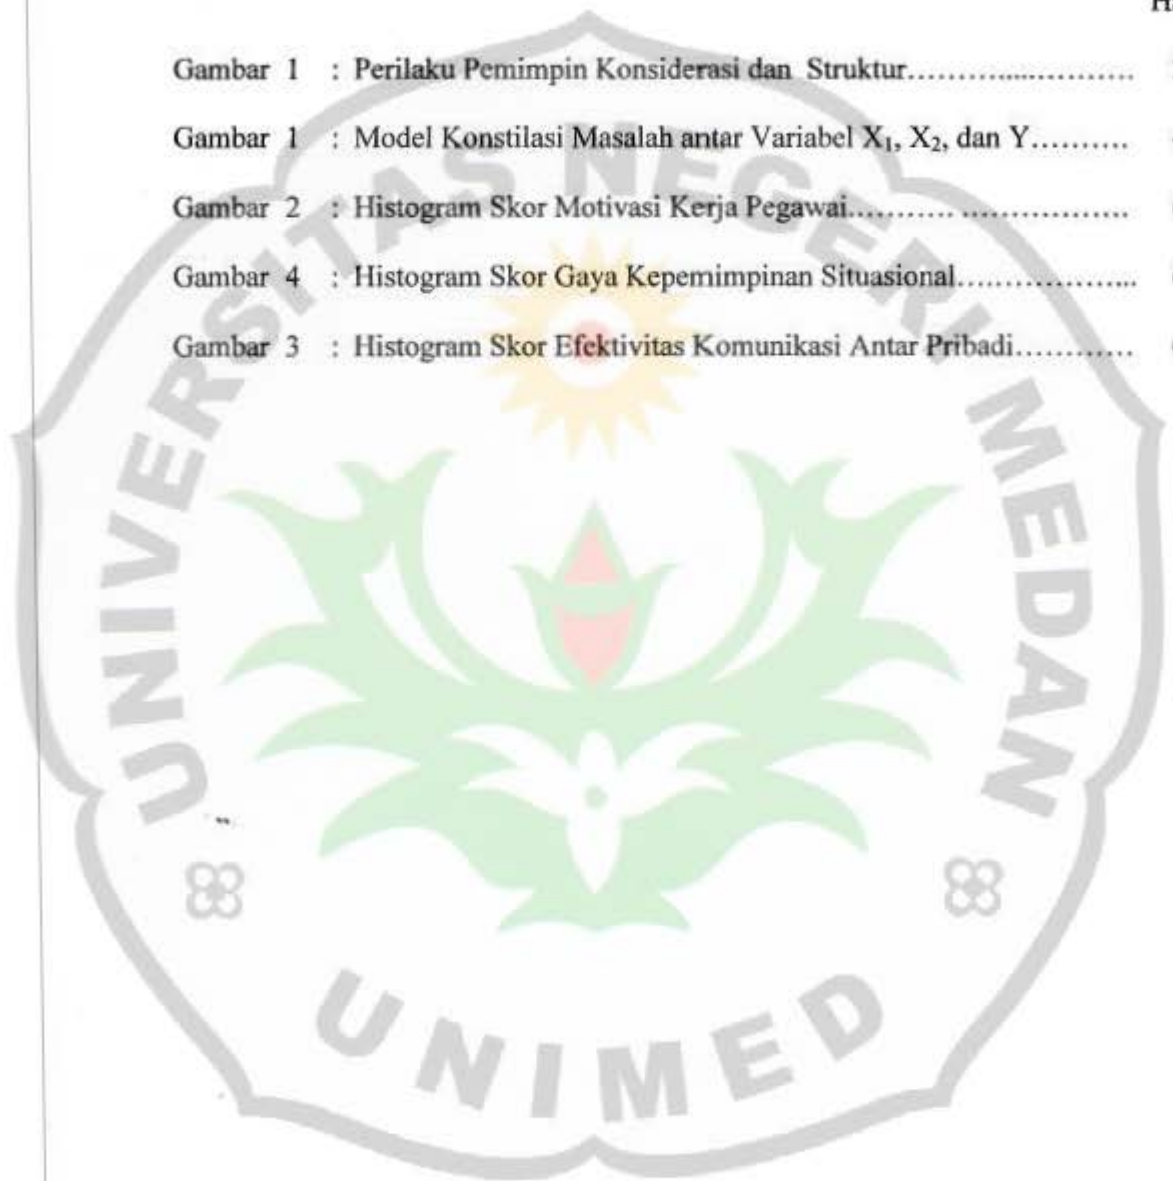 Gambar 1 : Perilaku Pemimpin Konsiderasi dan Struktur.......................
Gambar 1 : Model Konstilasi Masalah antar Variabel X₁, X₂, dan Y..........
Gambar 2 : Histogram Skor Motivasi Kerja Pegawai........... .................
Gambar 4 : Histogram Skor Gaya Kepemimpinan Situasional...................
Gambar 3 : Histogram Skor Efektivitas Komunikasi Antar Pribadi............
UNIVERSITAS NEGERI MEDAN
UNIMED